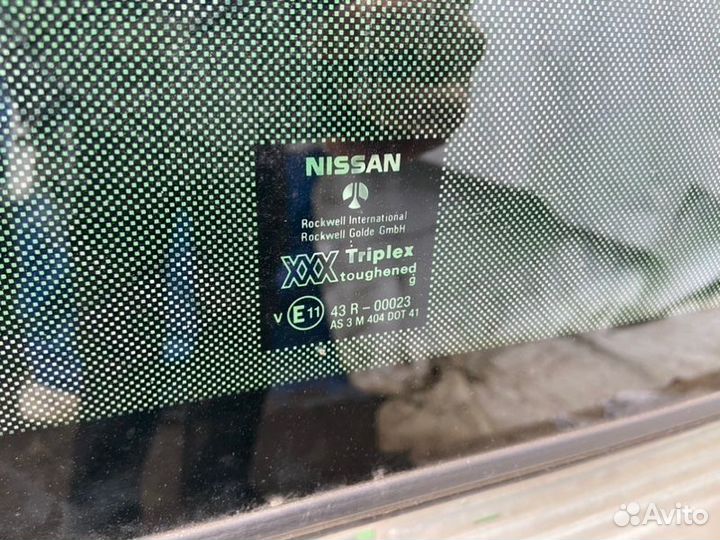 NISSAN
Rockwell International
Rockwell Golde GmbH
XXX Triplex
toughened
g
V E11 43 R-00023
AS 3 M 404 DOT 41
Avito